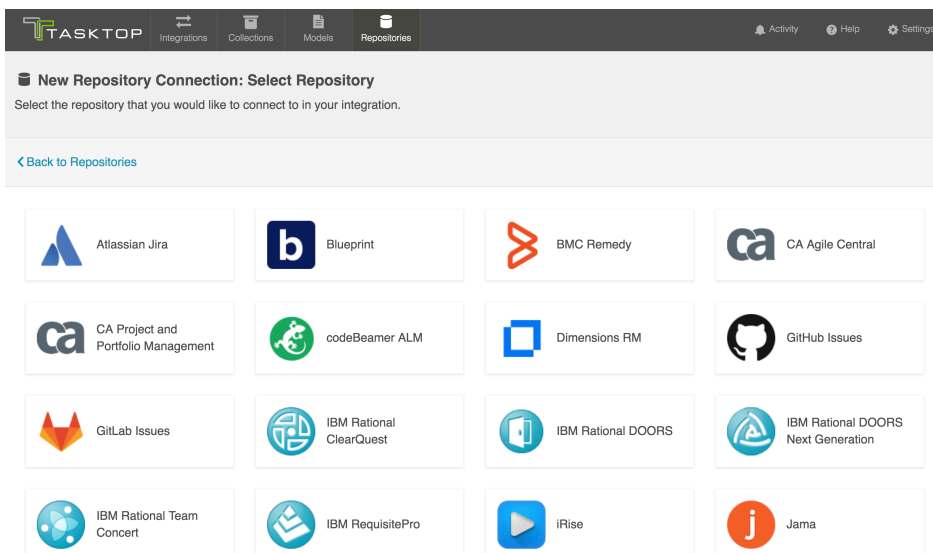 TASKTOP
Integrations
Collections
Models
Repositories
Activity
Help
Settings
New Repository Connection: Select Repository
Select the repository that you would like to connect to in your integration.
Back to Repositories
Atlassian Jira
b
Blueprint
BMC Remedy
ca
CA Agile Central
ca
CA Project and
Portfolio Management
codeBeamer ALM
Dimensions RM
GitHub Issues
GitLab Issues
IBM Rational
ClearQuest
IBM Rational DOORS
IBM Rational DOORS
Next Generation
IBM Rational Team
Concert
IBM RequisitePro
iRise
j
Jama